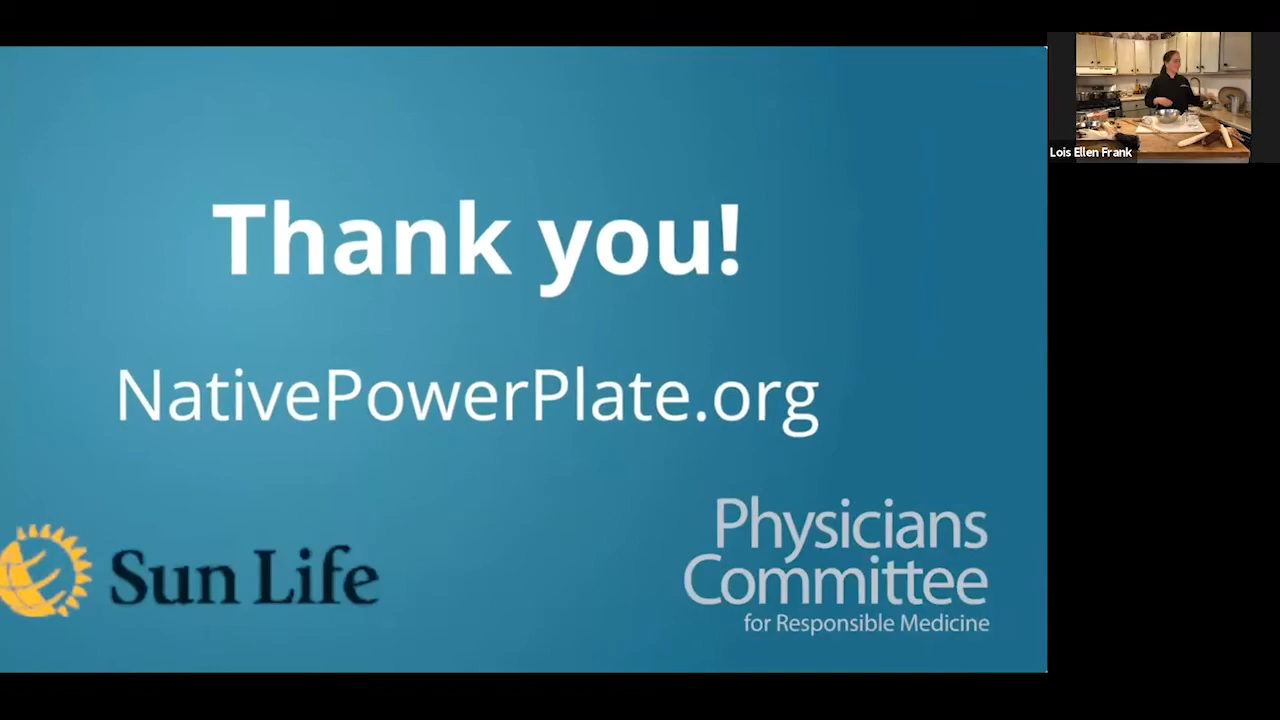 Thank you!
NativePowerPlate.org
Sun Life
Physicians
Committee
for Responsible Medicine
Lois Ellen Frank